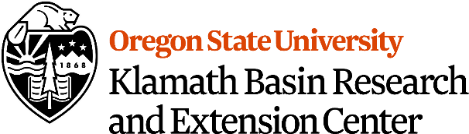 1868
Oregon State University
Klamath Basin Research
and Extension Center